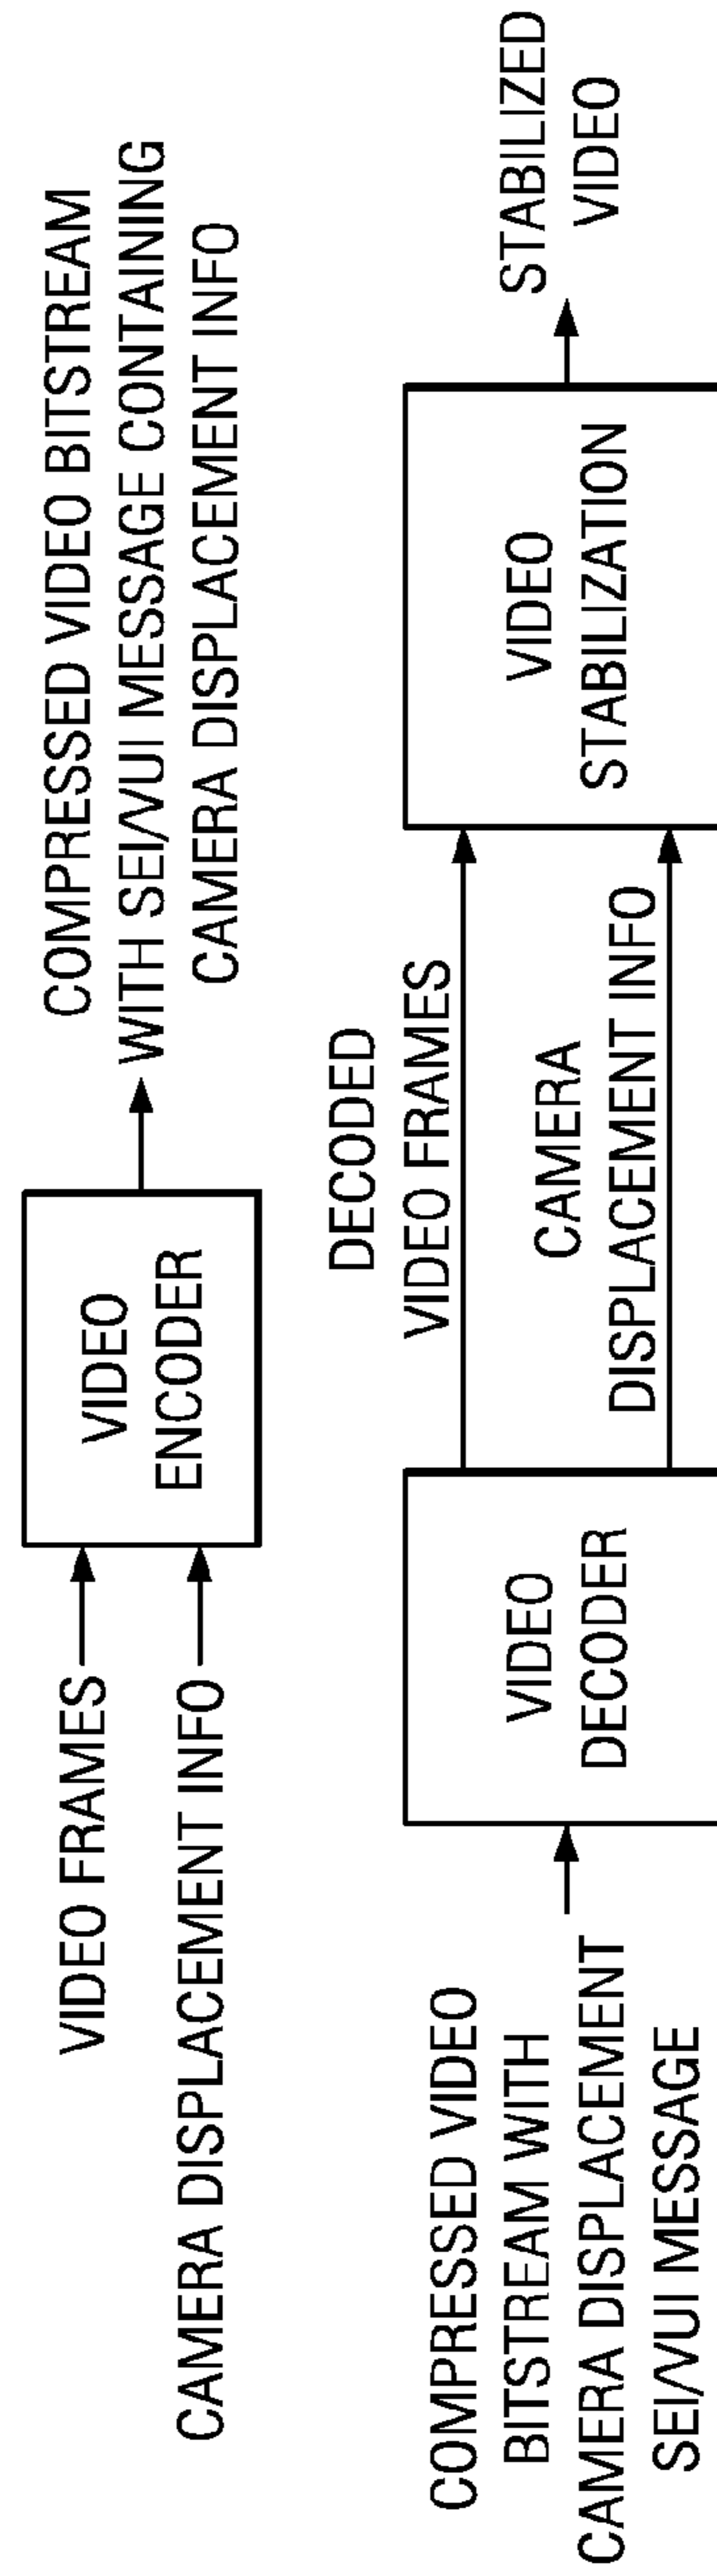 VIDEO FRAMES
CAMERA DISPLACEMENT INFO
VIDEO
ENCODER
COMPRESSED VIDEO BITSTREAM
WITH SEI/VUI MESSAGE CONTAINING
CAMERA DISPLACEMENT INFO
COMPRESSED VIDEO
BITSTREAM WITH
CAMERA DISPLACEMENT
SEI/VUI MESSAGE
VIDEO
DECODER
DECODED
VIDEO FRAMES
CAMERA
DISPLACEMENT INFO
VIDEO
STABILIZATION
STABILIZED
VIDEO